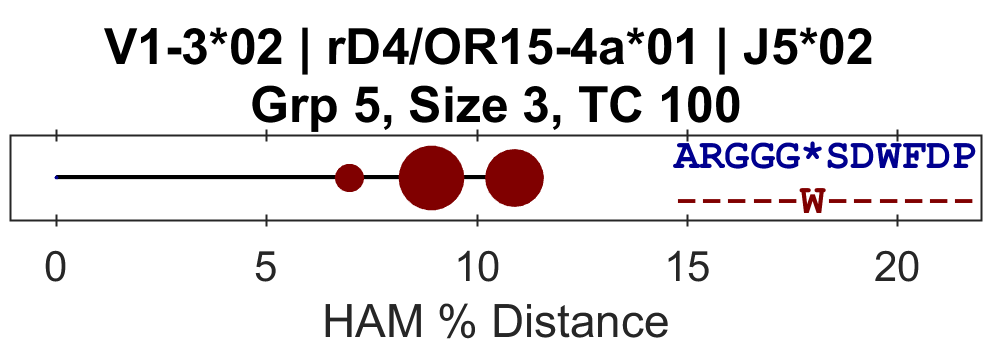 V1-3*02 | rD4/OR15-4a*01 | J5*02
Grp 5, Size 3, TC 100
ARGGG*SDWFDP
------W------
0 5 10 15 20
HAM % Distance